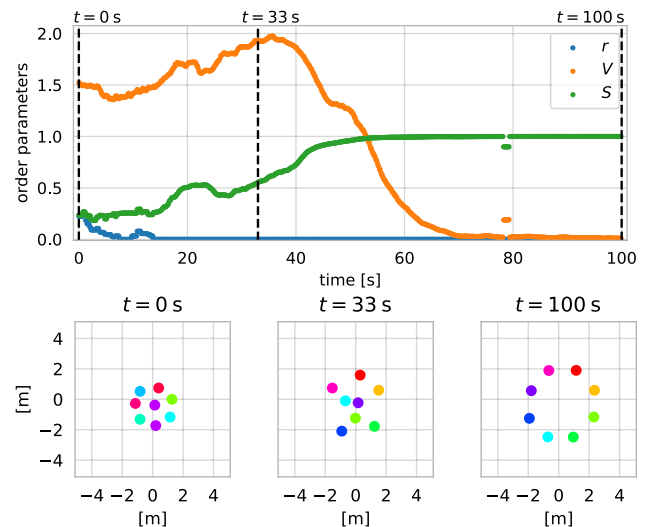 t = 0 s t = 33 s t = 100 s
2.0
1.5
1.0
0.5
0.0
order parameters
r
V
S
0 20 40 60 80 100
time [s]
t = 0 s t = 33 s t = 100 s
4
2
0
−2
−4
[m]
−4 −2 0 2 4
[m]
4
2
0
−2
−4
−4 −2 0 2 4
[m]
4
2
0
−2
−4
−4 −2 0 2 4
[m]